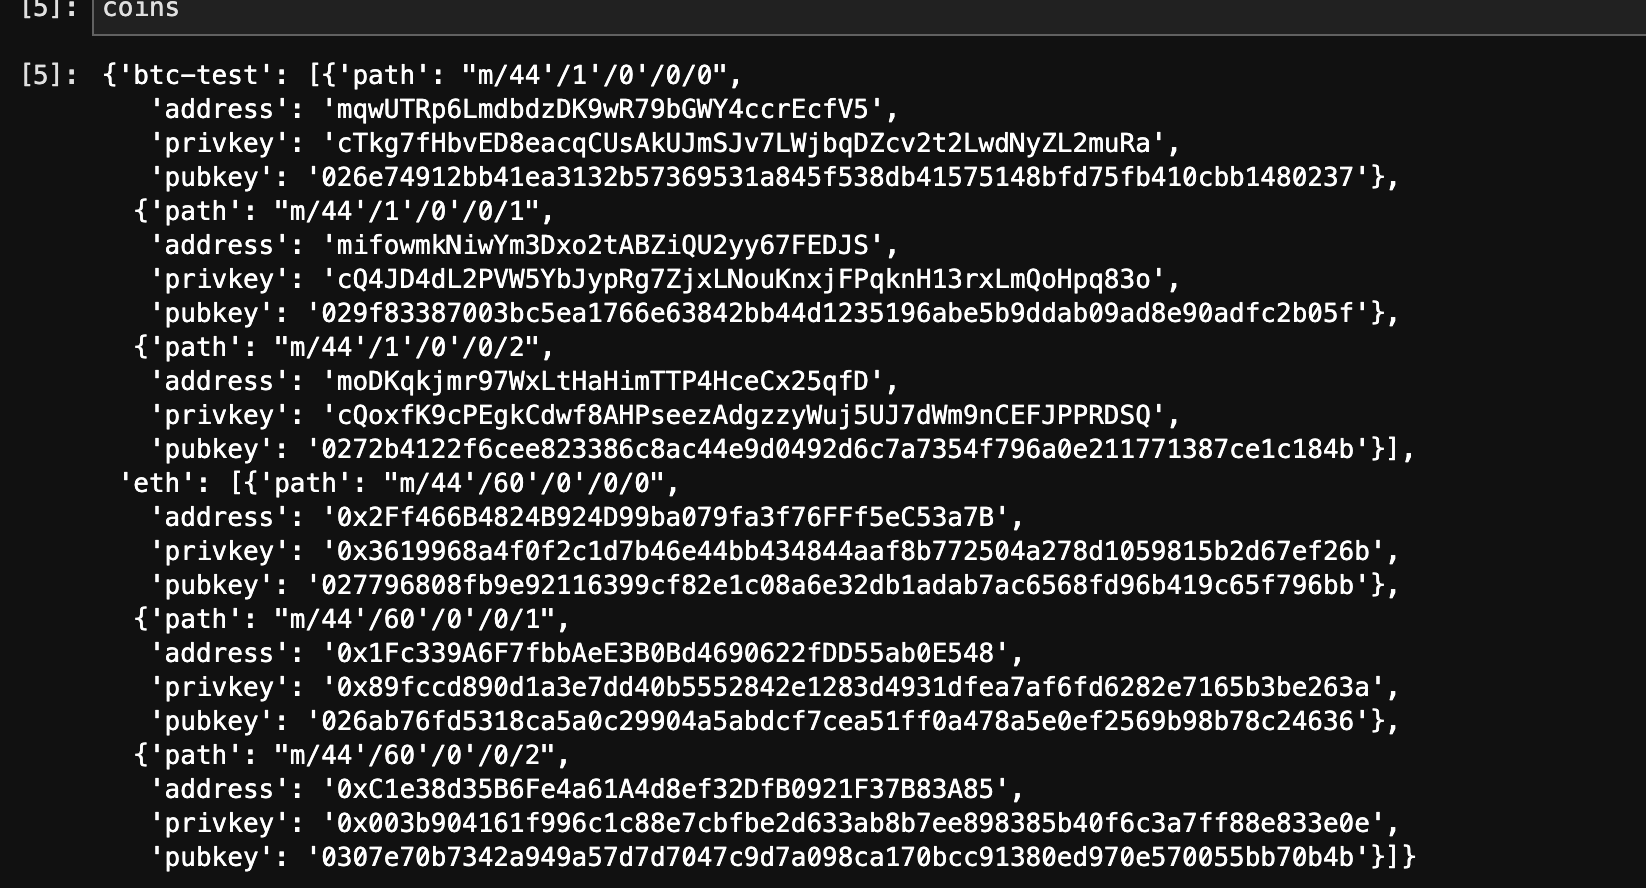 [5]: coins
[5]: {'btc-test': [{'path': "m/44'/1'/0'/0/0",
'address': 'mqwUTRp6LmdbdzDK9wR79bGWY4ccrEcfV5',
'privkey': 'cTkg7fHbvED8eacqCUsAkUJmSJv7LWjbqDZcv2t2LwdNyZL2muRa',
'pubkey': '026e74912bb41ea3132b57369531a845f538db41575148bfd75fb410cbb1480237'},
{'path': "m/44'/1'/0'/0/1",
'address': 'mifowmkNiwYm3Dxo2tABZiQU2yy67FEDJS',
'privkey': 'cQ4JD4dL2PVW5YbJypRg7ZjxLNouKnxjFPqknH13rxLmQoHpq83o',
'pubkey': '029f83387003bc5ea1766e63842bb44d1235196abe5b9ddab09ad8e90adfc2b05f'},
{'path': "m/44'/1'/0'/0/2",
'address': 'moDKqkjmr97WxLtHaHimTTP4HceCx25qfD',
'privkey': 'cQoxfK9cPEgkCdwf8AHPseezAdgzzyWuj5UJ7dWm9nCEFJPPRDSQ',
'pubkey': '0272b4122f6cee823386c8ac44e9d0492d6c7a7354f796a0e211771387ce1c184b'}],
'eth': [{'path': "m/44'/60'/0'/0/0",
'address': '0x2Ff466B4824B924D99ba079fa3f76FFf5eC53a7B',
'privkey': '0x3619968a4f0f2c1d7b46e44bb434844aaf8b772504a278d1059815b2d67ef26b',
'pubkey': '027796808fb9e92116399cf82e1c08a6e32db1adab7ac6568fd96b419c65f796bb'},
{'path': "m/44'/60'/0'/0/1",
'address': '0x1Fc339A6F7fbbAeE3B0Bd4690622fDD55ab0E548',
'privkey': '0x89fccd890d1a3e7dd40b5552842e1283d4931dfea7af6fd6282e7165b3be263a',
'pubkey': '026ab76fd5318ca5a0c29904a5abdcf7cea51ff0a478a5e0ef2569b98b78c24636'},
{'path': "m/44'/60'/0'/0/2",
'address': '0xC1e38d35B6Fe4a61A4d8ef32DfB0921F37B83A85',
'privkey': '0x003b904161f996c1c88e7cbfbe2d633ab8b7ee898385b40f6c3a7ff88e833e0e',
'pubkey': '0307e70b7342a949a57d7d7047c9d7a098ca170bcc91380ed970e570055bb70b4b'}]}